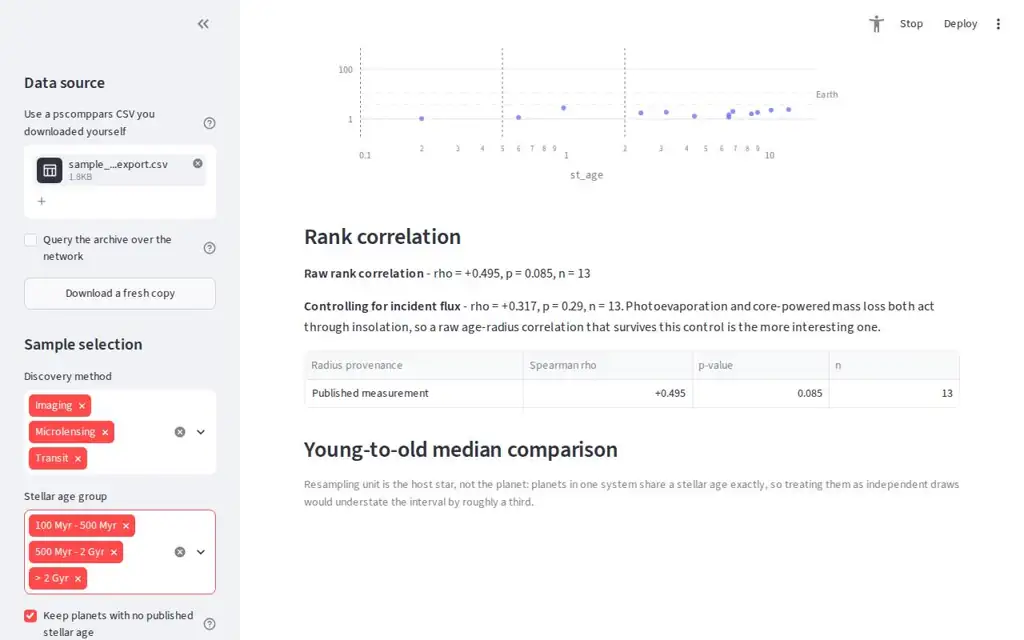 Stop
Deploy
Data source
Use a pscomppars CSV you
downloaded yourself
sample_...export.csv
1.8KB
+
Query the archive over the
network
Download a fresh copy
Sample selection
Discovery method
Imaging ×
Microlensing ×
Transit ×
Stellar age group
100 Myr - 500 Myr ×
500 Myr - 2 Gyr ×
> 2 Gyr ×
Keep planets with no published
stellar age
100
Earth
1
2 3 4 5 6 7 8 9 2 3 4 5 6 7 8 9
0.1 1 10
st_age
Rank correlation
Raw rank correlation - rho = +0.495, p = 0.085, n = 13
Controlling for incident flux - rho = +0.317, p = 0.29, n = 13. Photoevaporation and core-powered mass loss both act
through insolation, so a raw age-radius correlation that survives this control is the more interesting one.
Radius provenance Spearman rho p-value n
Published measurement +0.495 0.085 13
Young-to-old median comparison
Resampling unit is the host star, not the planet: planets in one system share a stellar age exactly, so treating them as independent draws
would understate the interval by roughly a third.